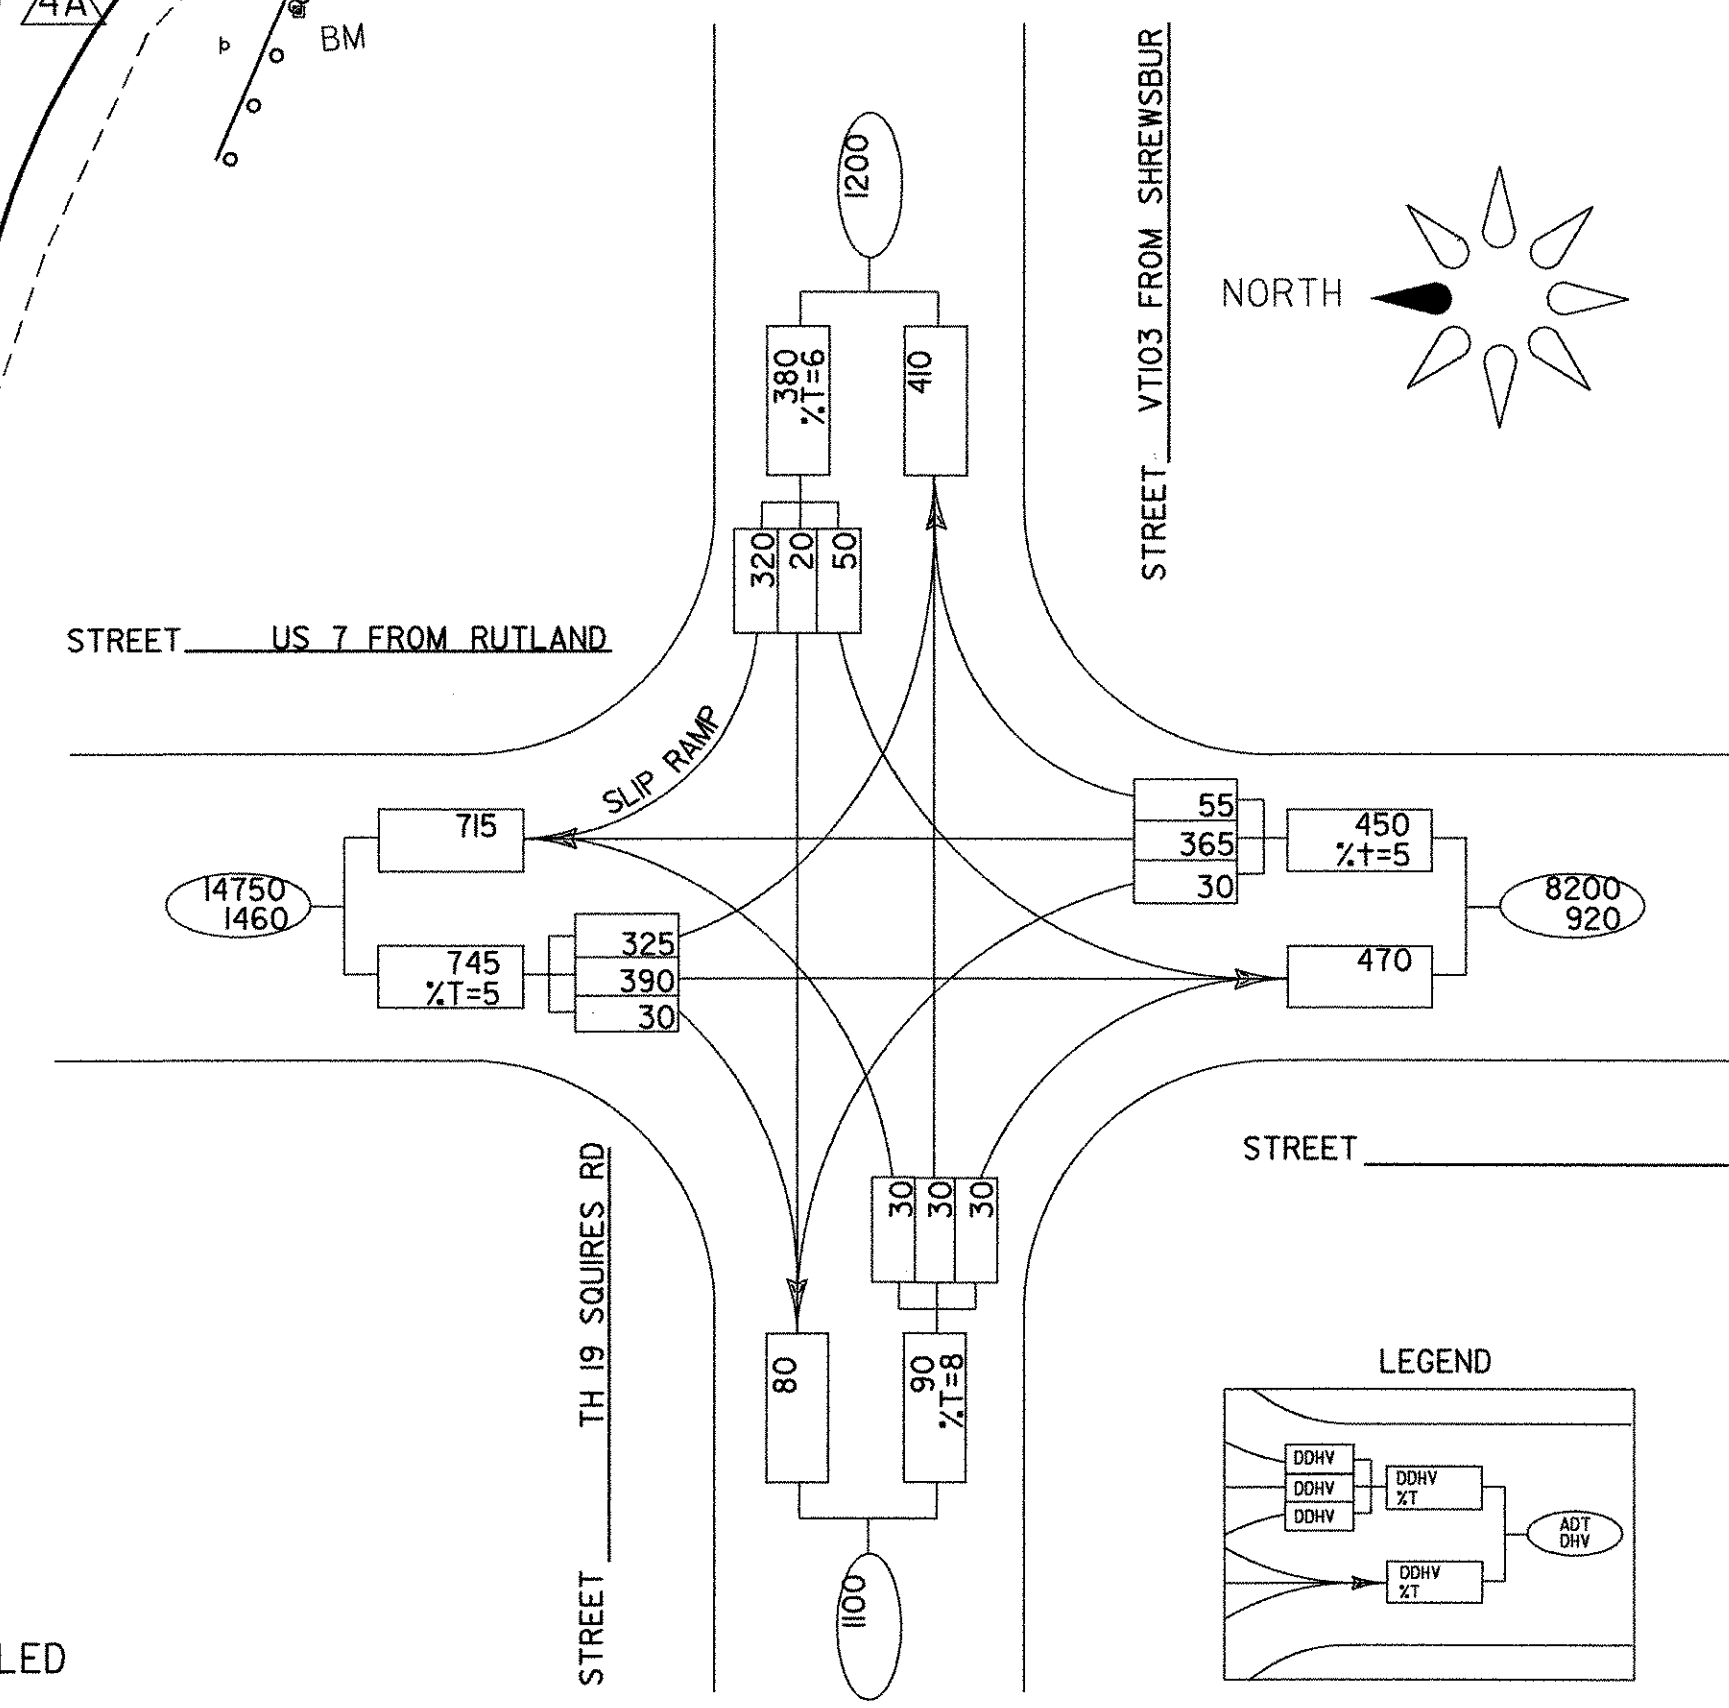 4A
BM
1200
380
%T=6
410
320
20
50
STREET VT103 FROM SHREWSBUR
NORTH
STREET US 7 FROM RUTLAND
SLIP RAMP
715
14750
1460
745
%T=5
325
390
30
55
365
30
450
%T=5
8200
920
470
STREET TH 19 SQUIRES RD
30
30
30
80
90
%T=8
1100
STREET
LEGEND
DDHV
DDHV
DDHV
DDHV
%T
DDHV
%T
ADT
DHV
LED